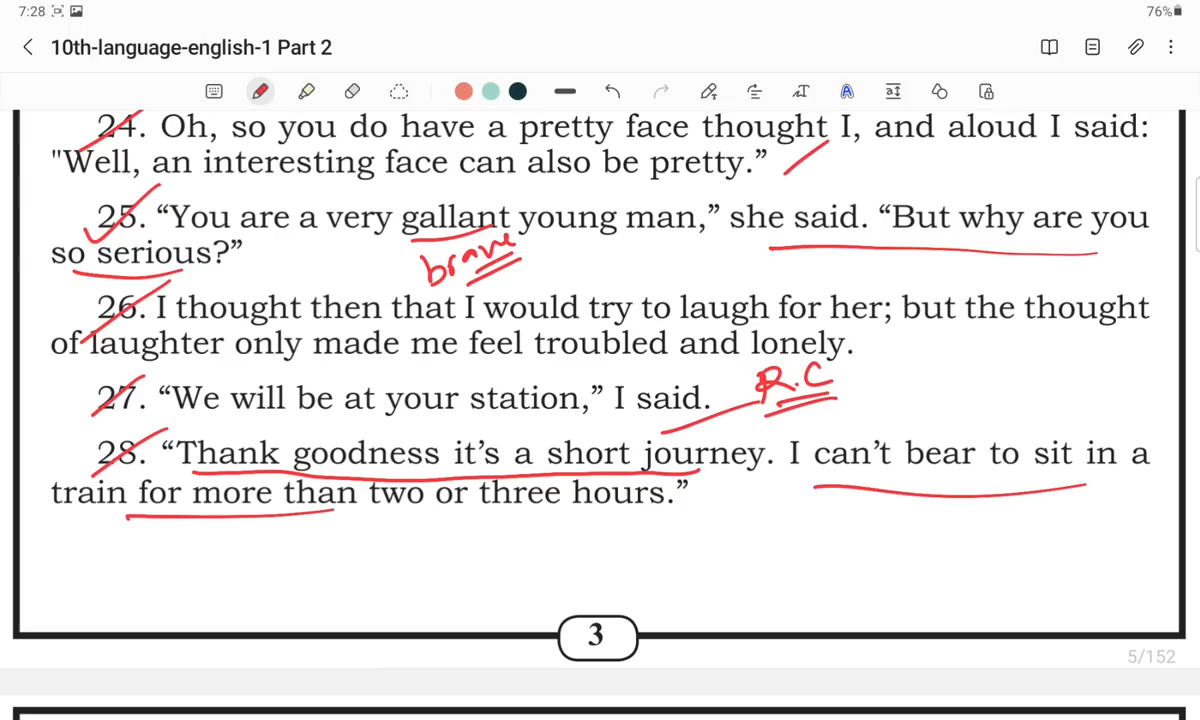 7:28
76%
10th-language-english-1 Part 2
24. Oh, so you do have a pretty face thought I, and aloud I said:
"Well, an interesting face can also be pretty.”
25. “You are a very gallant young man,” she said. “But why are you
so serious?”
brave
26. I thought then that I would try to laugh for her; but the thought
of laughter only made me feel troubled and lonely.
R.C
27. “We will be at your station,” I said.
28. “Thank goodness it’s a short journey. I can’t bear to sit in a
train for more than two or three hours.”
3
5/152